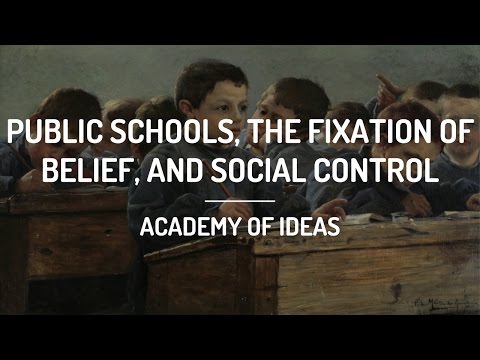 PUBLIC SCHOOLS, THE FIXATION OF
BELIEF, AND SOCIAL CONTROL
ACADEMY OF IDEAS